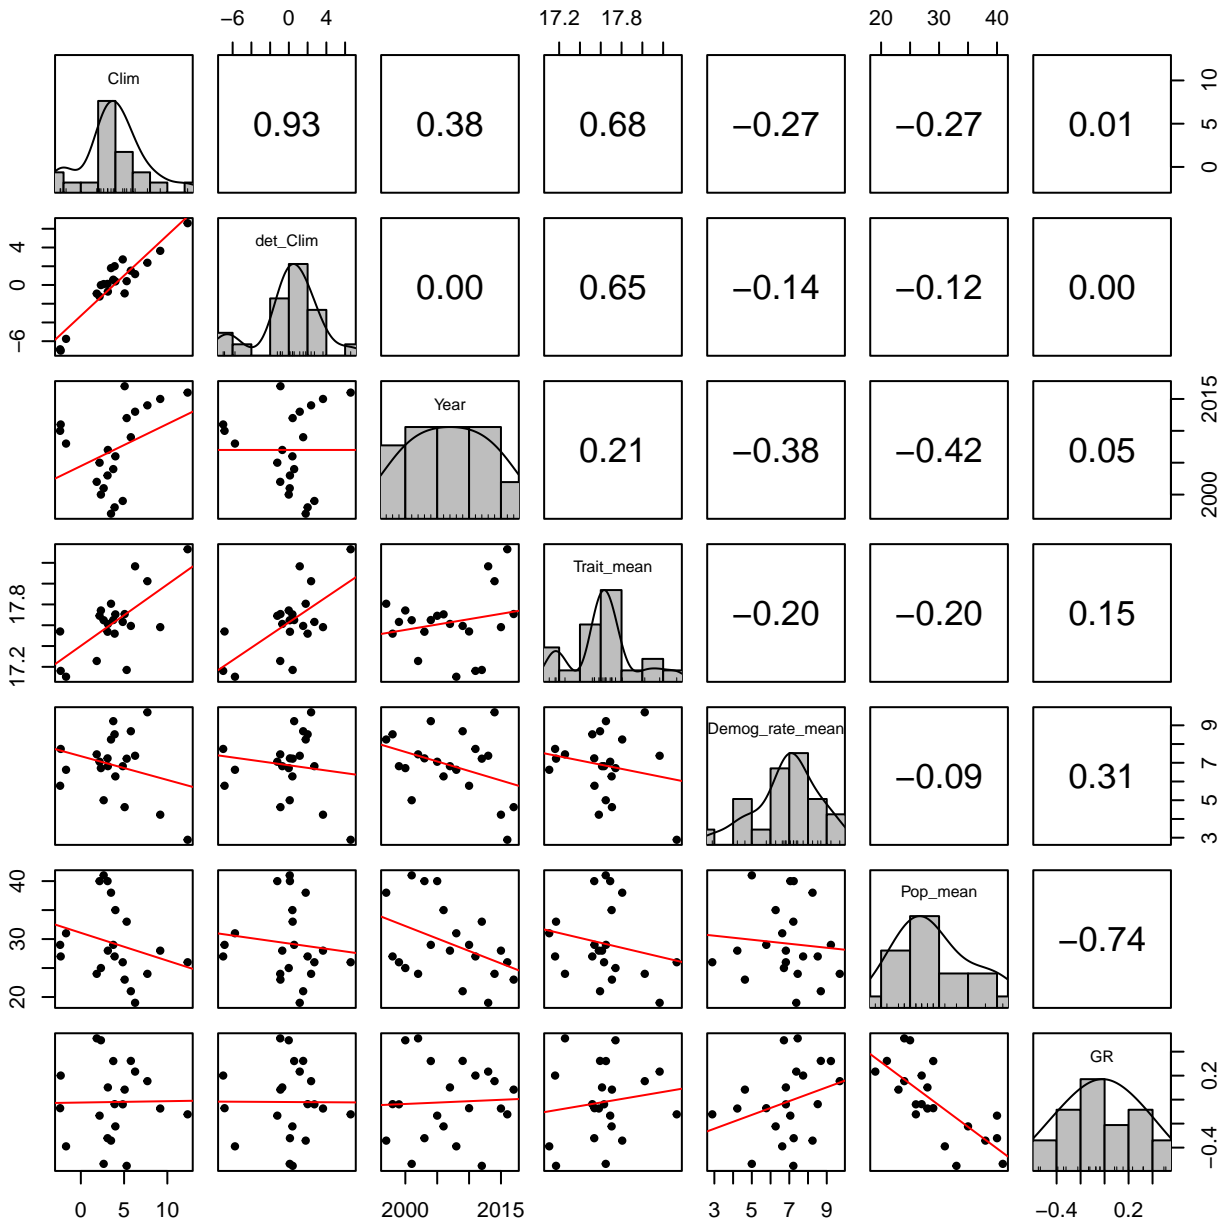 −6 0 4 17.2 17.8 20 30 40
Clim 0.93 0.38 0.68 −0.27 −0.27 0.01 0 5 10
−6 0 4 det_Clim 0.00 0.65 −0.14 −0.12 0.00
Year 0.21 −0.38 −0.42 0.05 2000 2015
17.2 17.8 Trait_mean −0.20 −0.20 0.15
Demog_rate_mean −0.09 0.31 3 5 7 9
20 30 40 Pop_mean −0.74
GR −0.4 0.2
0 5 10 2000 2015 3 5 7 9 −0.4 0.2